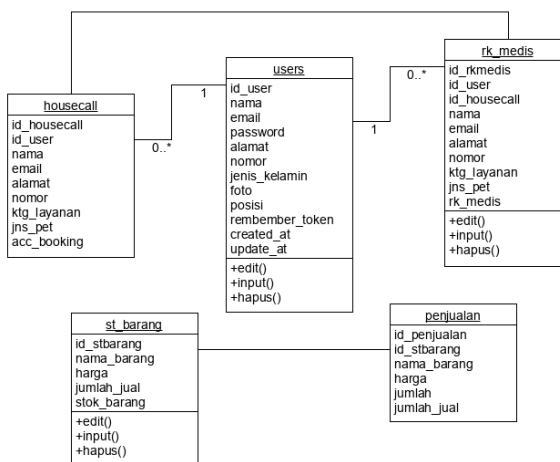 housecall
id_housecall
id_user
nama
email
alamat
nomor
ktg_layanan
jns_pet
acc_booking
1
0..*
users
id_user
nama
email
password
alamat
nomor
jenis_kelamin
foto
posisi
rembember_token
created_at
update_at
+edit()
+input()
+hapus()
0..*
1
rk_medis
id_rkmedis
id_user
id_housecall
nama
email
alamat
nomor
ktg_layanan
jns_pet
rk_medis
+edit()
+input()
+hapus()
st_barang
id_stbarang
nama_barang
harga
jumlah_jual
stok_barang
+edit()
+input()
+hapus()
penjualan
id_penjualan
id_stbarang
nama_barang
harga
jumlah
jumlah_jual